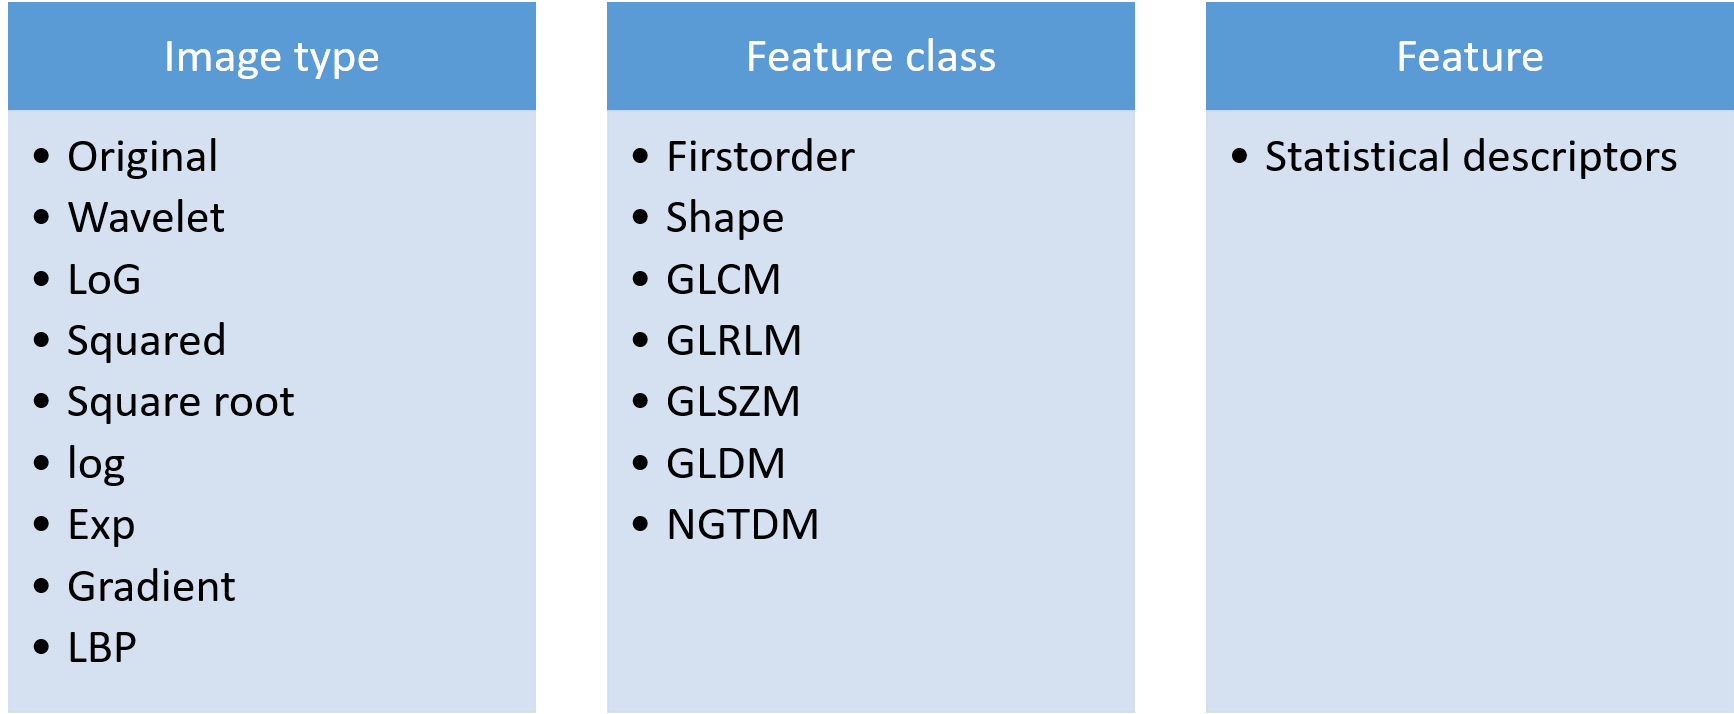 Image type
• Original
• Wavelet
• LoG
• Squared
• Square root
• log
• Exp
• Gradient
• LBP
Feature class
• Firstorder
• Shape
• GLCM
• GLRLM
• GLSZM
• GLDM
• NGTDM
Feature
• Statistical descriptors